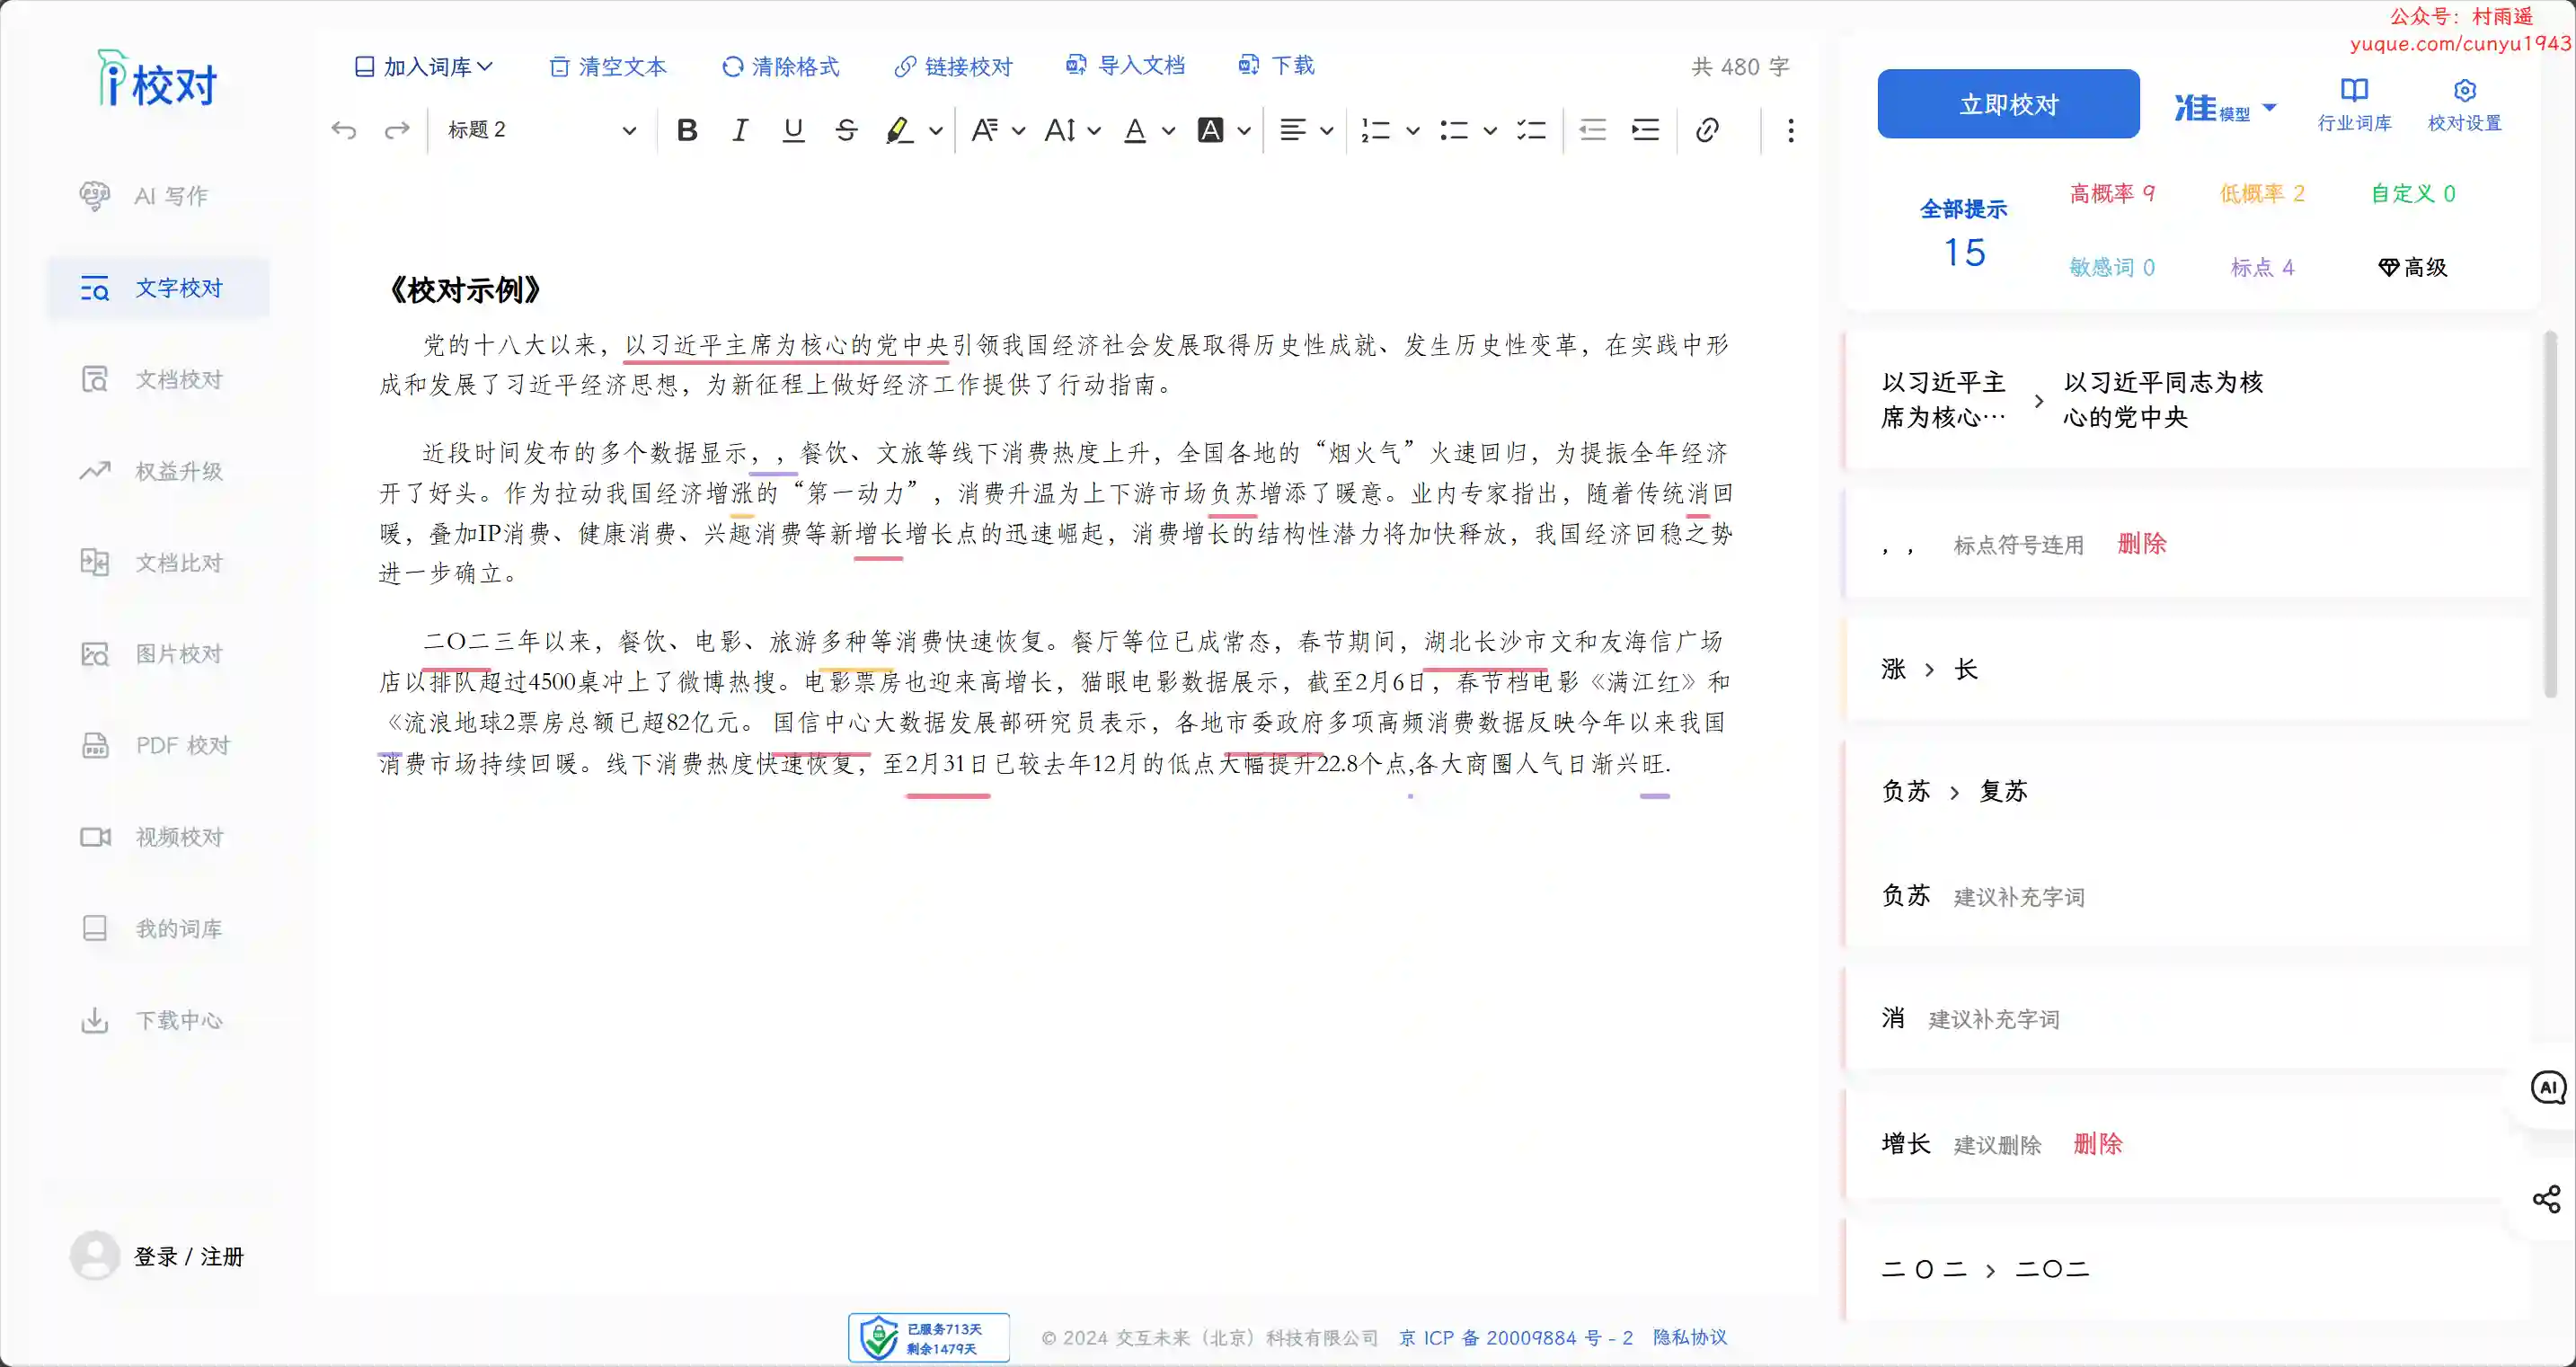 公众号：村雨遥
yuque.com/cunyu1943
校对
AI 写作
文字校对
文档校对
权益升级
文档比对
图片校对
PDF 校对
视频校对
我的词库
下载中心
登录 / 注册
加入词库 清空文本 清除格式 链接校对 导入文档 下载 共 480 字
标题 2
《校对示例》
党的十八大以来，以习近平主席为核心的党中央引领我国经济社会发展取得历史性成就、发生历史性变革，在实践中形
成和发展了习近平经济思想，为新征程上做好经济工作提供了行动指南。
近段时间发布的多个数据显示，，餐饮、文旅等线下消费热度上升，全国各地的“烟火气”火速回归，为提振全年经济
开了好头。作为拉动我国经济增涨的“第一动力”，消费升温为上下游市场负苏增添了暖意。业内专家指出，随着传统消回
暖，叠加IP消费、健康消费、兴趣消费等新增长增长点的迅速崛起，消费增长的结构性潜力将加快释放，我国经济回稳之势
进一步确立。
二O二三年以来，餐饮、电影、旅游多种等消费快速恢复。餐厅等位已成常态，春节期间，湖北长沙市文和友海信广场
店以排队超过4500桌冲上了微博热搜。电影票房也迎来高增长，猫眼电影数据展示，截至2月6日，春节档电影《满江红》和
《流浪地球2票房总额已超82亿元。 国信中心大数据发展部研究员表示，各地市委政府多项高频消费数据反映今年以来我国
消费市场持续回暖。线下消费热度快速恢复，至2月31日已较去年12月的低点大幅提升22.8个点,各大商圈人气日渐兴旺.
立即校对 准模型 行业词库 校对设置
全部提示 15
高概率 9 低概率 2 自定义 0
敏感词 0 标点 4 高级
以习近平主 > 以习近平同志为核
席为核心… 心的党中央
，， 标点符号连用 删除
涨 > 长
负苏 > 复苏
负苏 建议补充字词
消 建议补充字词
增长 建议删除 删除
二 O 二 > 二〇二
AI
已服务713天
剩余1479天
© 2024 交互未来（北京）科技有限公司 京 ICP 备 20009884 号 - 2 隐私协议